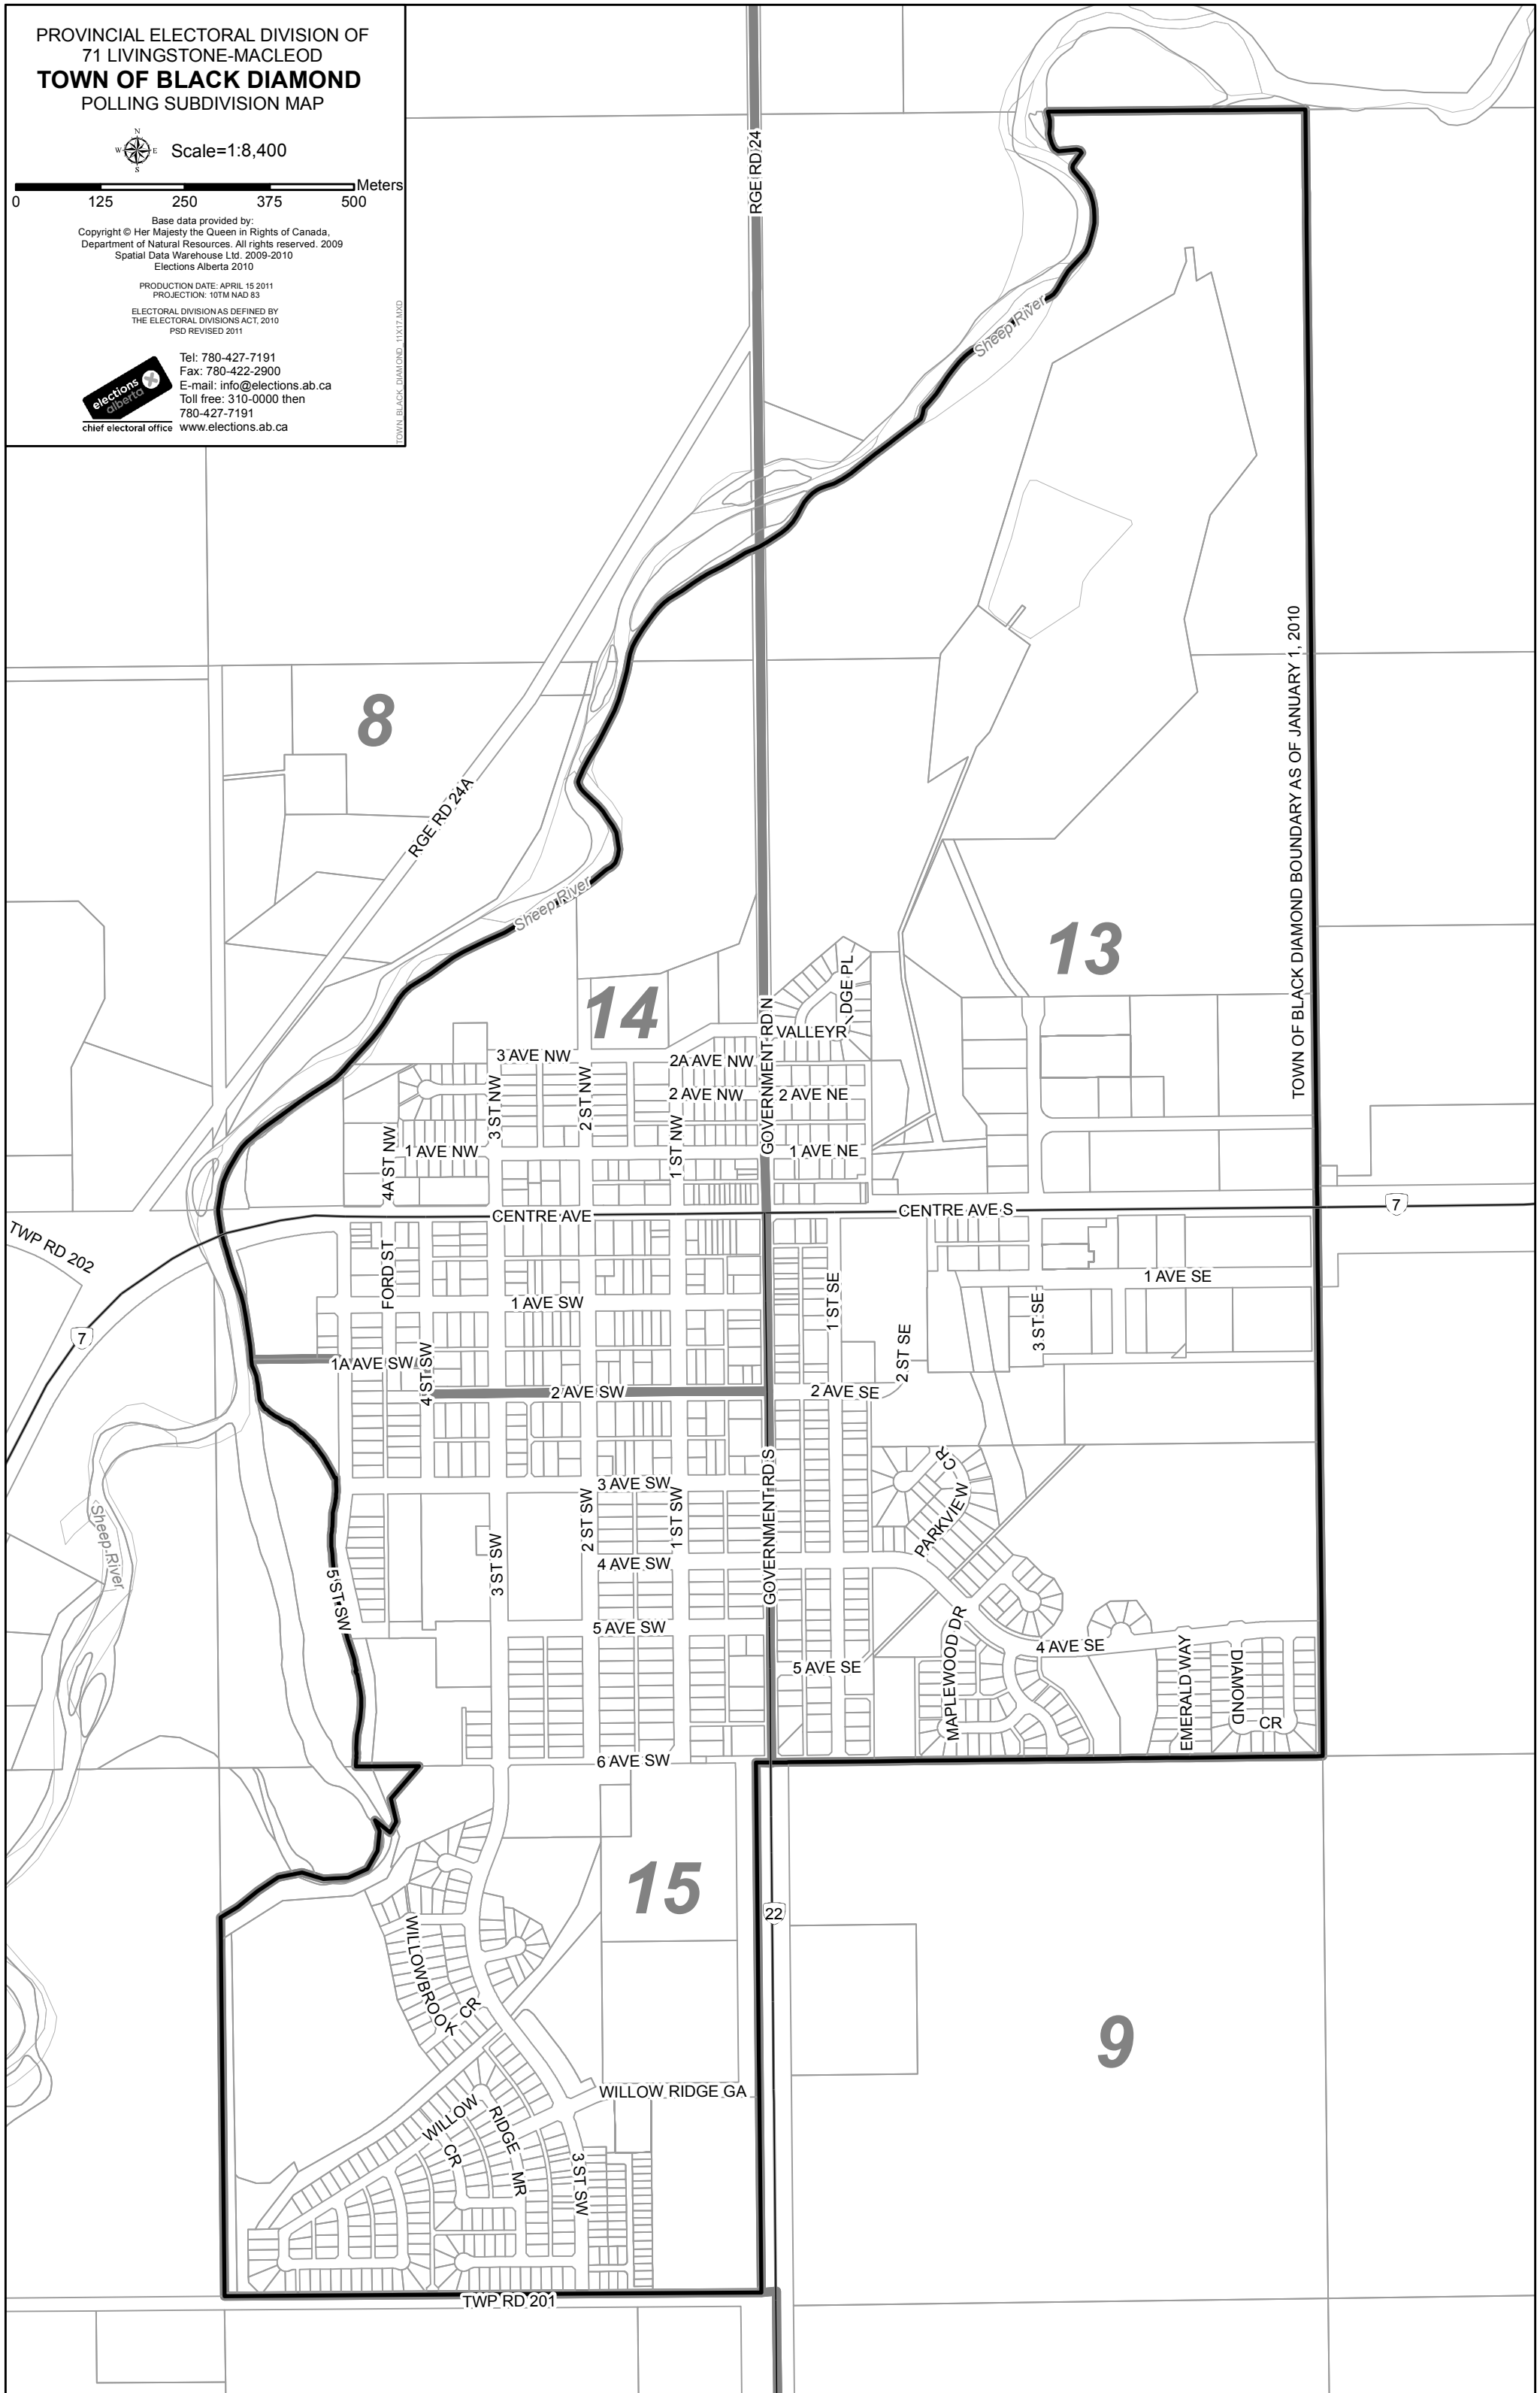 PROVINCIAL ELECTORAL DIVISION OF
71 LIVINGSTONE-MACLEOD
TOWN OF BLACK DIAMOND
POLLING SUBDIVISION MAP
N
W E
S
Scale=1:8,400
Meters
0 125 250 375 500
Base data provided by:
Copyright © Her Majesty the Queen in Rights of Canada,
Department of Natural Resources. All rights reserved. 2009
Spatial Data Warehouse Ltd. 2009-2010
Elections Alberta 2010
PRODUCTION DATE: APRIL 15 2011
PROJECTION: 10TM NAD 83
ELECTORAL DIVISION AS DEFINED BY
THE ELECTORAL DIVISIONS ACT, 2010
PSD REVISED 2011
elections
alberta
chief electoral office
Tel: 780-427-7191
Fax: 780-422-2900
E-mail: info@elections.ab.ca
Toll free: 310-0000 then
780-427-7191
www.elections.ab.ca
TOWN_BLACK_DIAMOND_11X17.MXD
RGE RD 24
Sheep River
8
RGE RD 24A
TOWN OF BLACK DIAMOND BOUNDARY AS OF JANUARY 1, 2010
Sheep River
13
14
GOVERNMENT RD N
VALLEYR
NDGE PL
3 AVE NW
2A AVE NW
3 ST NW
2 ST NW
2 AVE NW
2 AVE NE
4A ST NW
1 AVE NW
1 ST NW
1 AVE NE
CENTRE AVE
CENTRE AVE S
7
TWP RD 202
FORD ST
1 AVE SW
1 ST SE
1 AVE SE
7
3 ST SE
2 ST SE
1A AVE SW
4 ST SW
2 AVE SW
2 AVE SE
GOVERNMENT RD S
3 AVE SW
PARKVIEW
CR
Sheep River
2 ST SW
1 ST SW
3 ST SW
4 AVE SW
5 ST SW
5 AVE SW
MAPLEWOOD DR
4 AVE SE
5 AVE SE
EMERALD WAY
DIAMOND
CR
6 AVE SW
15
22
WILLOWBROOK
CR
9
WILLOW RIDGE GA
WILLOW
RIDGE
CR
MR
3 ST SW
TWP RD 201